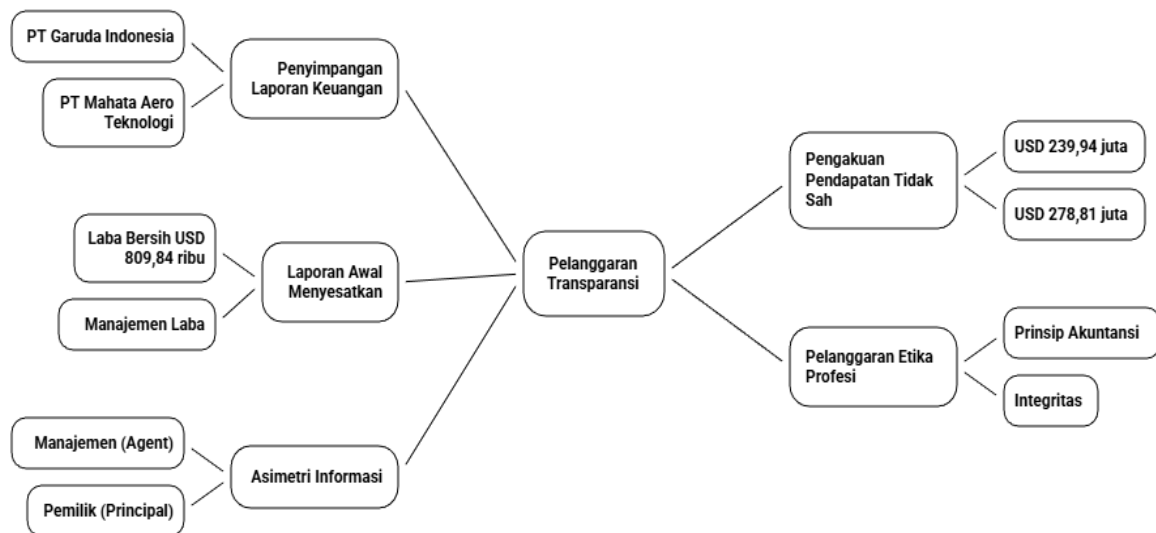 PT Garuda Indonesia
PT Mahata Aero
Teknologi
Penyimpangan
Laporan Keuangan
Laba Bersih USD
809,84 ribu
Manajemen Laba
Laporan Awal
Menyesatkan
Manajemen (Agent)
Pemilik (Principal)
Asimetri Informasi
Pelanggaran
Transparansi
Pengakuan
Pendapatan Tidak
Sah
USD 239,94 juta
USD 278,81 juta
Pelanggaran Etika
Profesi
Prinsip Akuntansi
Integritas